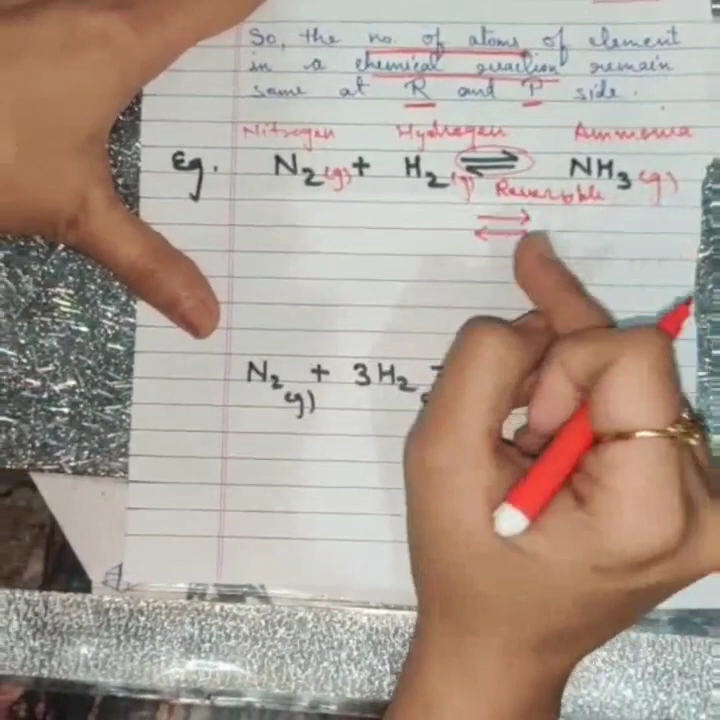 So, the no. of atoms of element
in a chemical reaction remain
same at R and P side.
Nitrogen Hydrogen Ammonia
Eg. N2(g) + H2(g) ⇌ NH3(g)
Reversible
N2(g) + 3H2